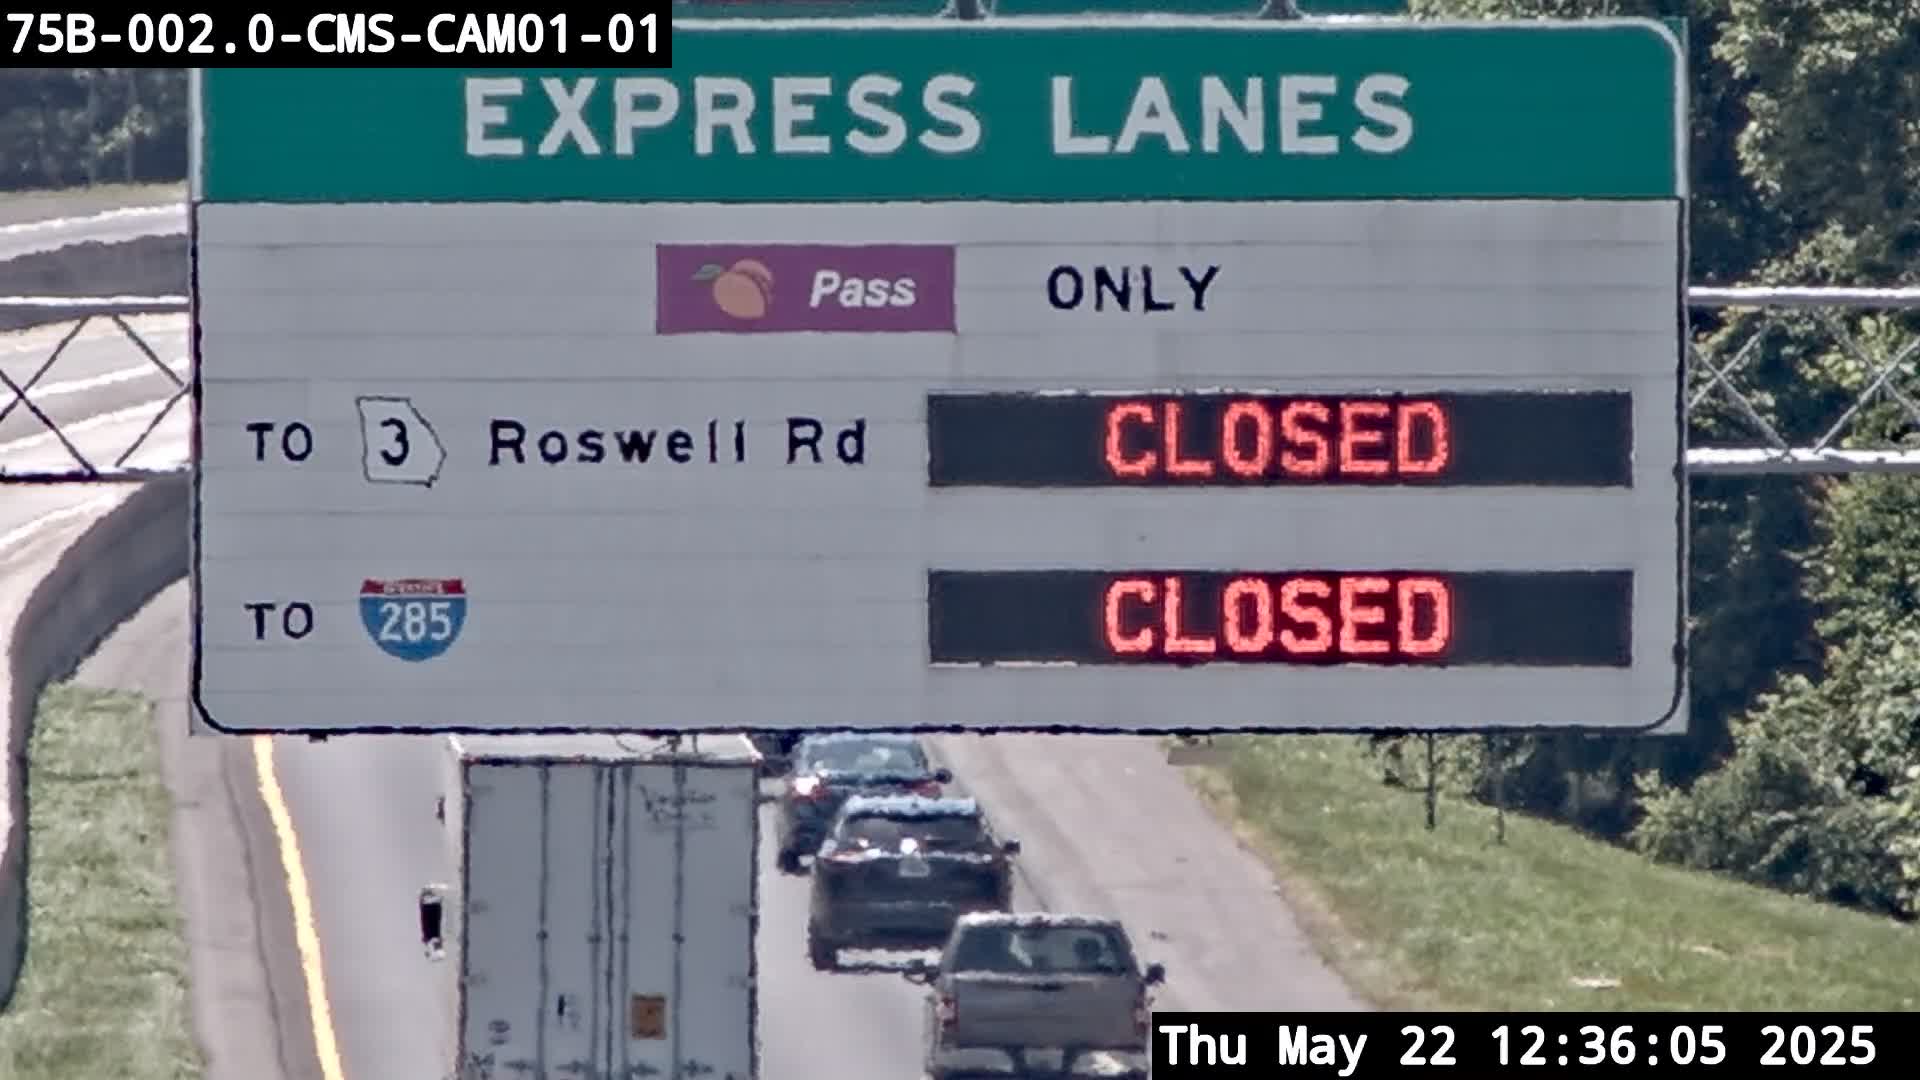 75B-002.0-CMS-CAM01-01
EXPRESS LANES
Pass ONLY
TO 3 Roswell Rd CLOSED
TO 285 CLOSED
Thu May 22 12:36:05 2025